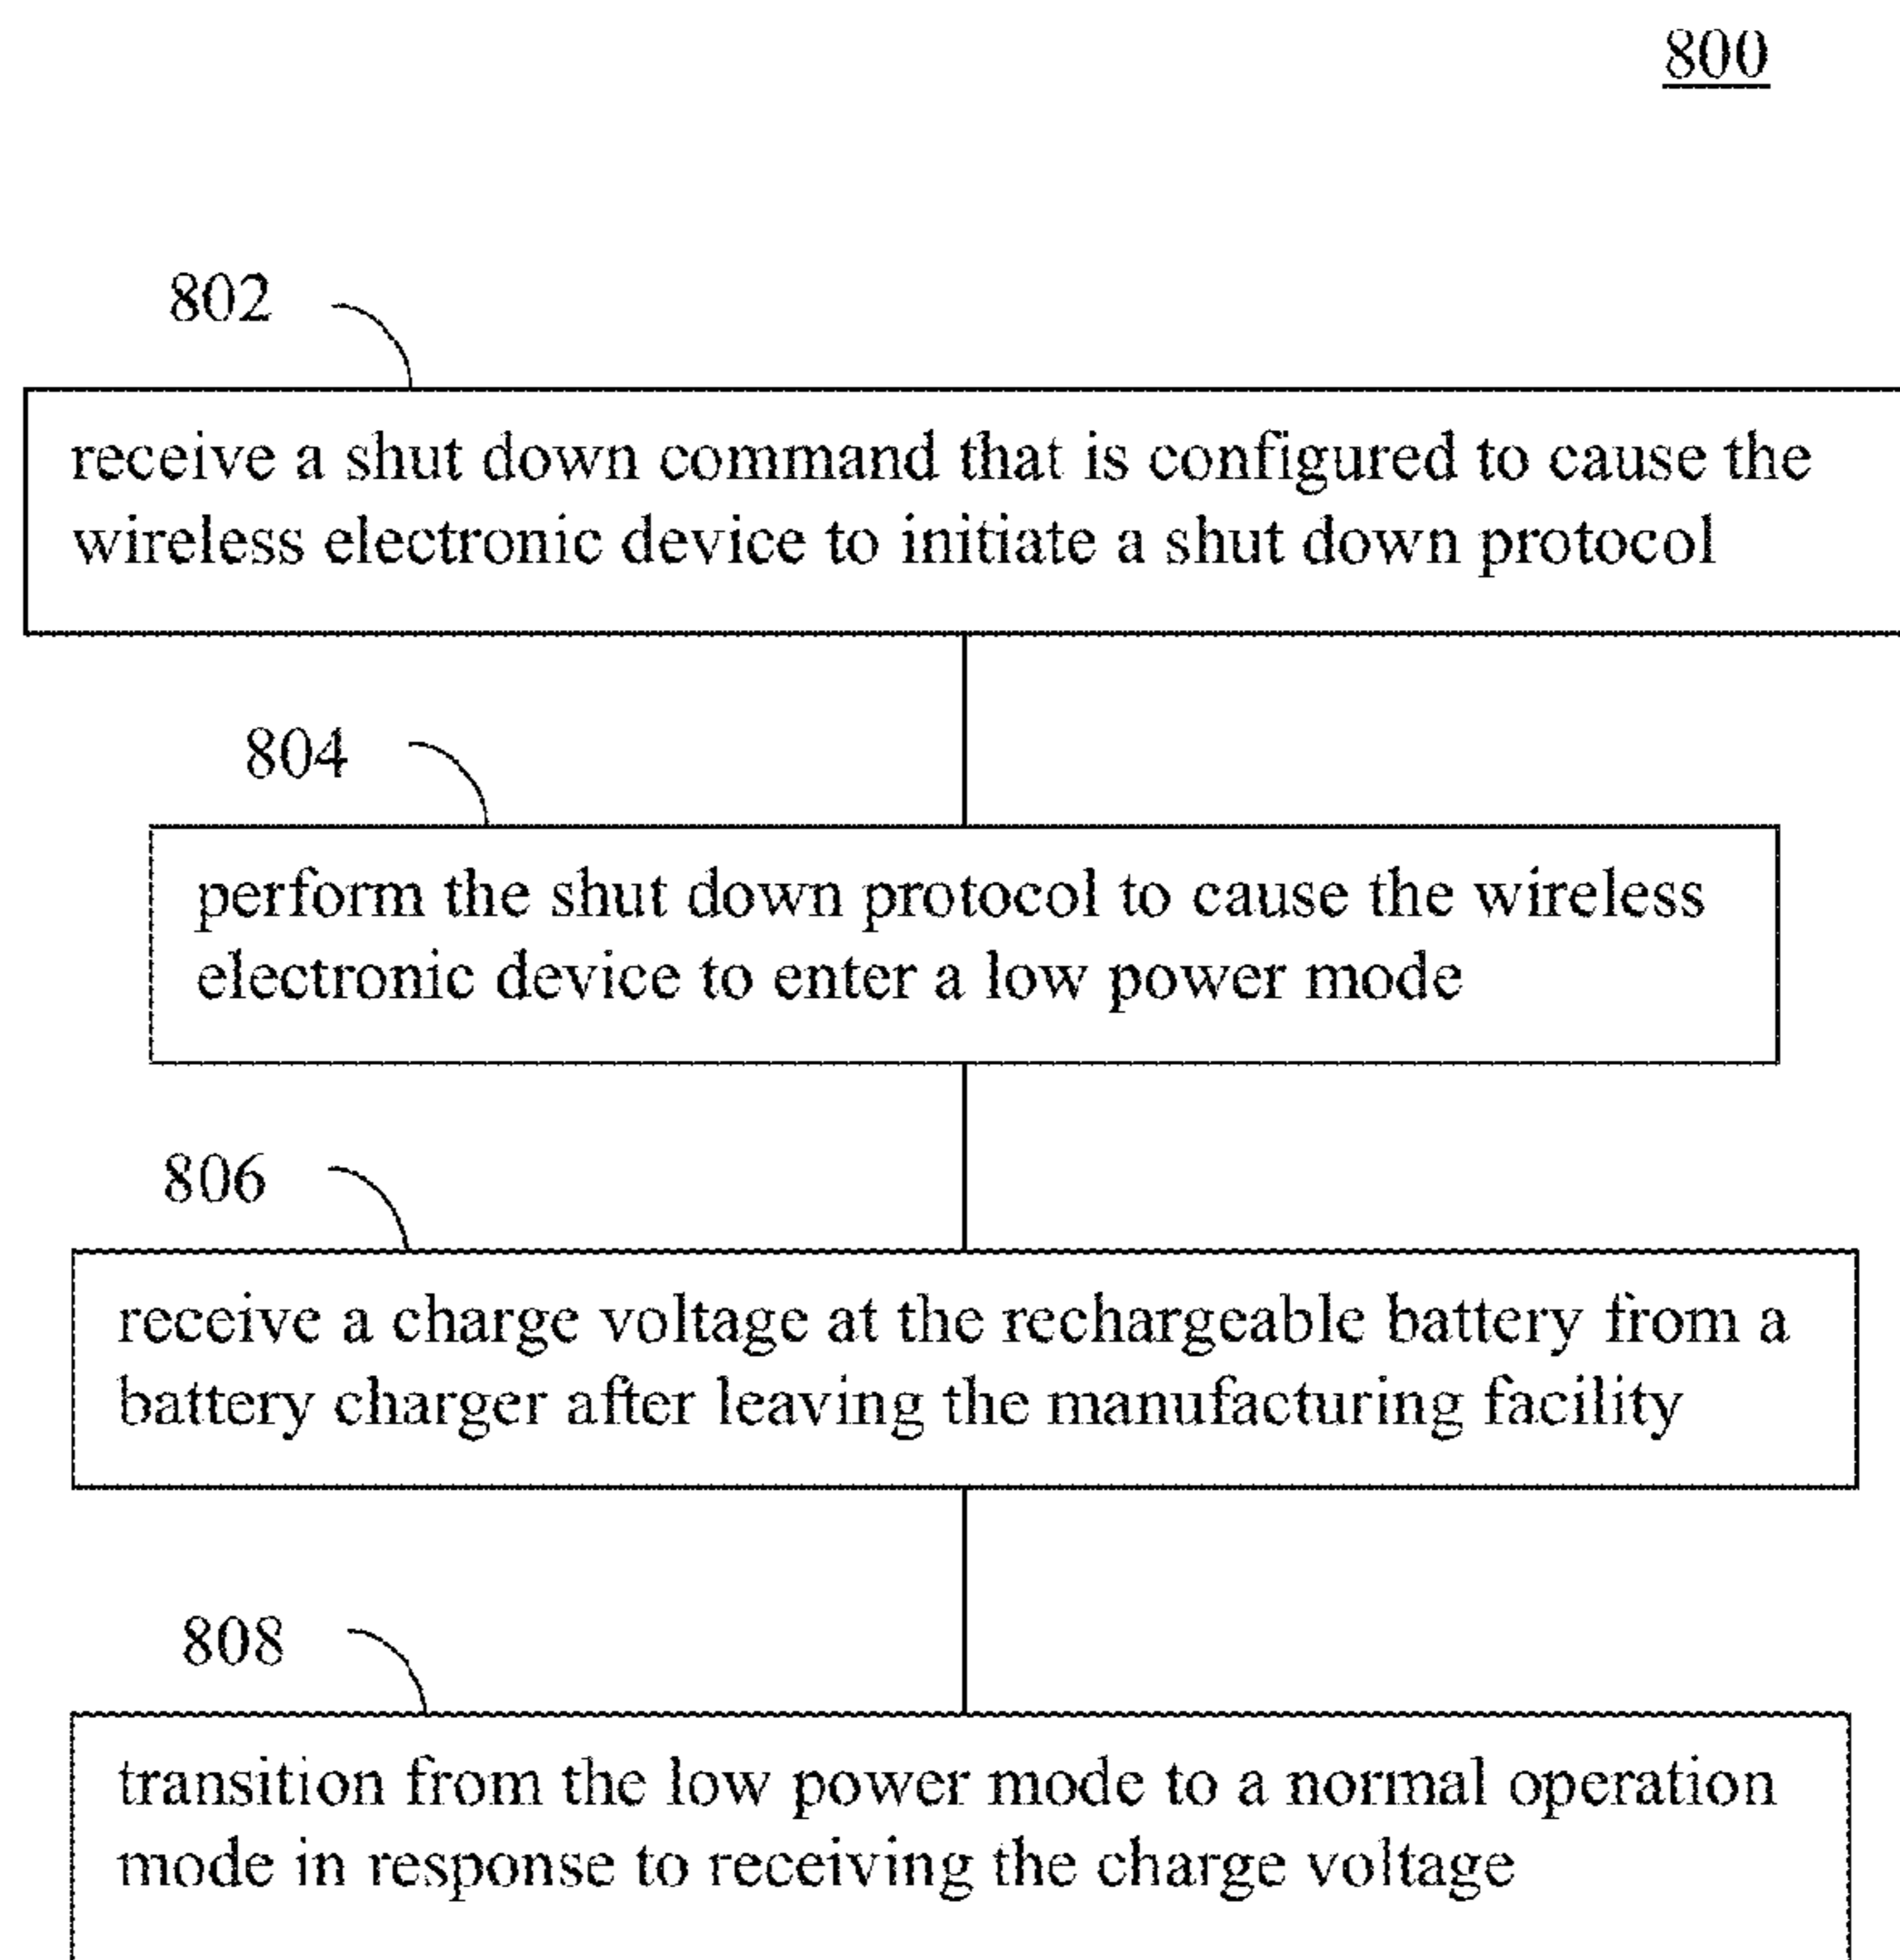 800
802
receive a shut down command that is configured to cause the
wireless electronic device to initiate a shut down protocol
804
perform the shut down protocol to cause the wireless
electronic device to enter a low power mode
806
receive a charge voltage at the rechargeable battery from a
battery charger after leaving the manufacturing facility
808
transition from the low power mode to a normal operation
mode in response to receiving the charge voltage